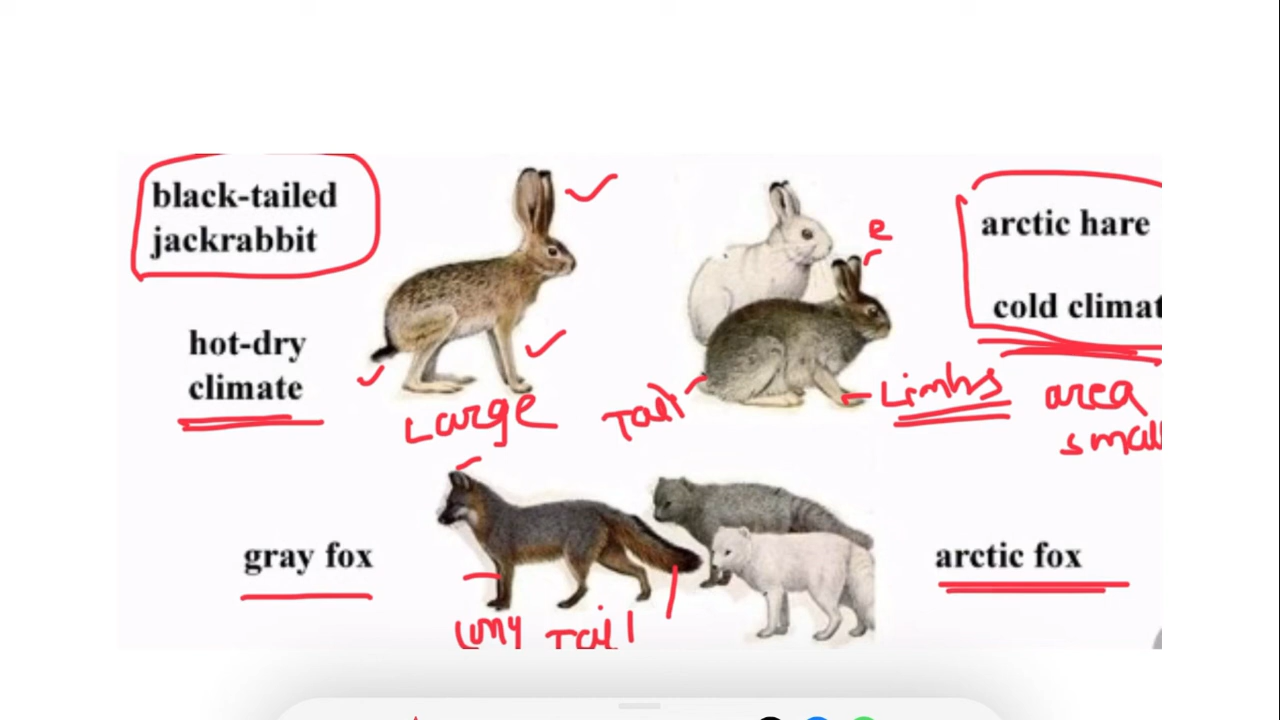 black-tailed
jackrabbit
hot-dry
climate
Large
e
arctic hare
cold climat
Tail
Limbs
area
small
gray fox
Tail
arctic fox